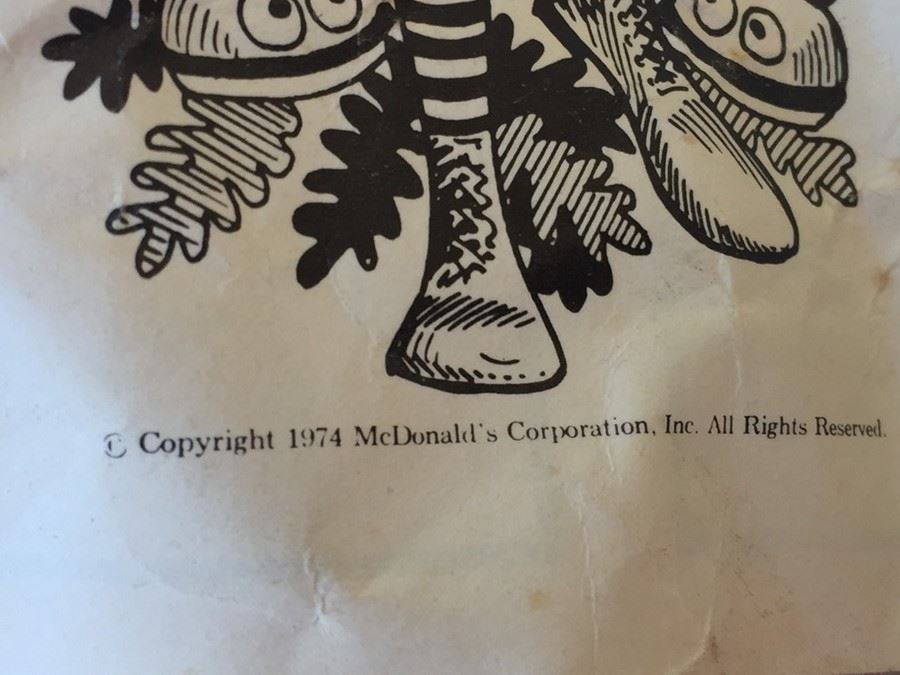 © Copyright 1974 McDonald's Corporation, Inc. All Rights Reserved.